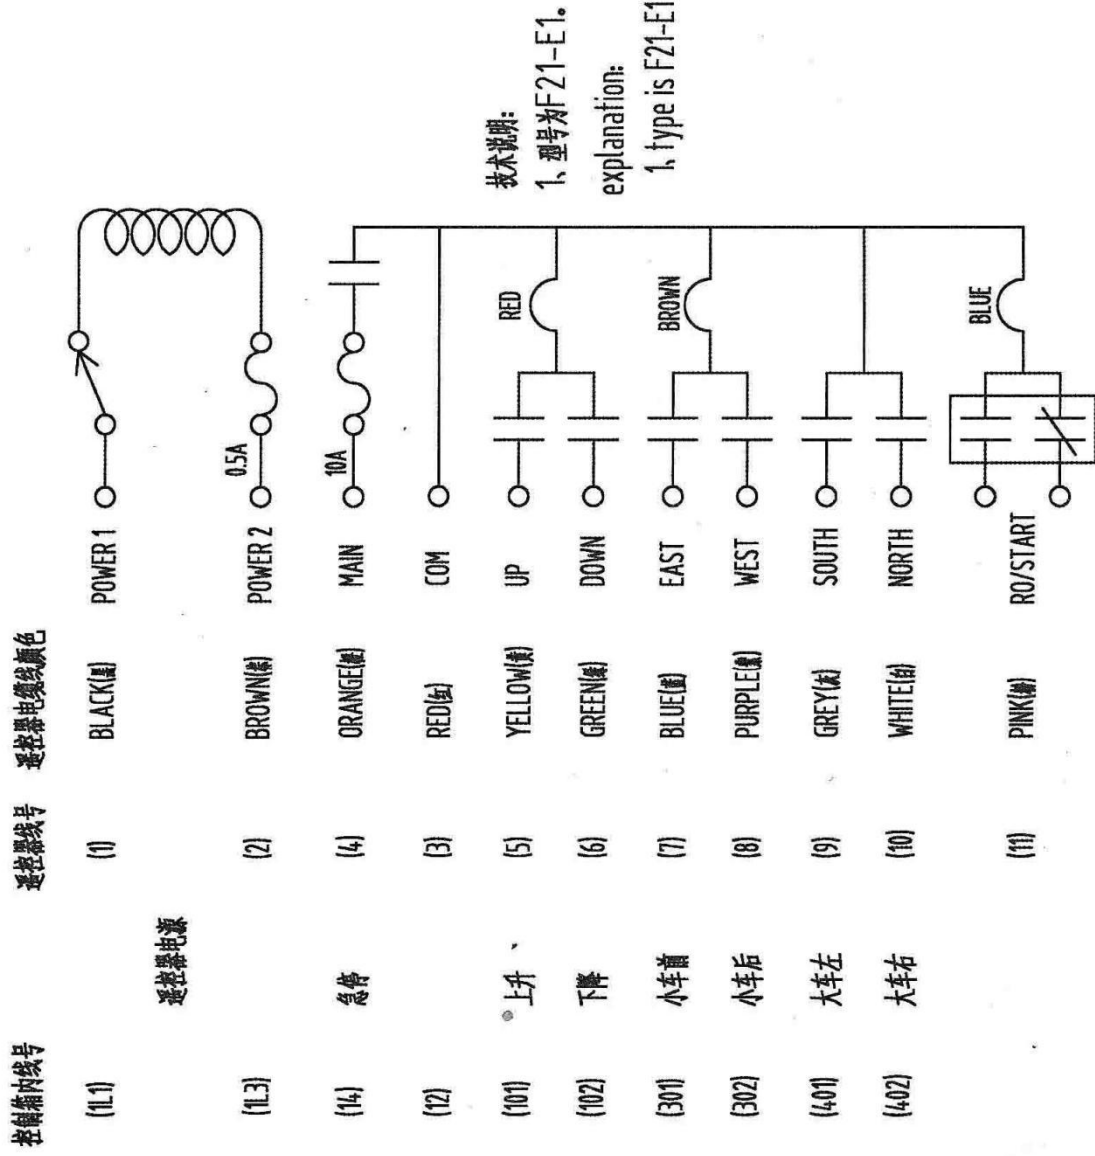 控制箱内线号 遥控器线号 遥控器电缆线颜色
(1L1) (1) BLACK(黑) POWER 1
遥控器电源
(1L3) (2) BROWN(棕) POWER 2 0.5A
(14) 急停 (4) ORANGE(橙) MAIN 10A
(12) (3) RED(红) COM
(101) 上升 (5) YELLOW(黄) UP
RED
(102) 下降 (6) GREEN(绿) DOWN
(301) 小车前 (7) BLUE(蓝) EAST
BROWN
(302) 小车后 (8) PURPLE(紫) WEST
(401) 大车左 (9) GREY(灰) SOUTH
(402) 大车右 (10) WHITE(白) NORTH
BLUE
(11) PINK(粉) RO/START
技术说明:
1、型号为F21-E1。
explanation:
1、type is F21-E1